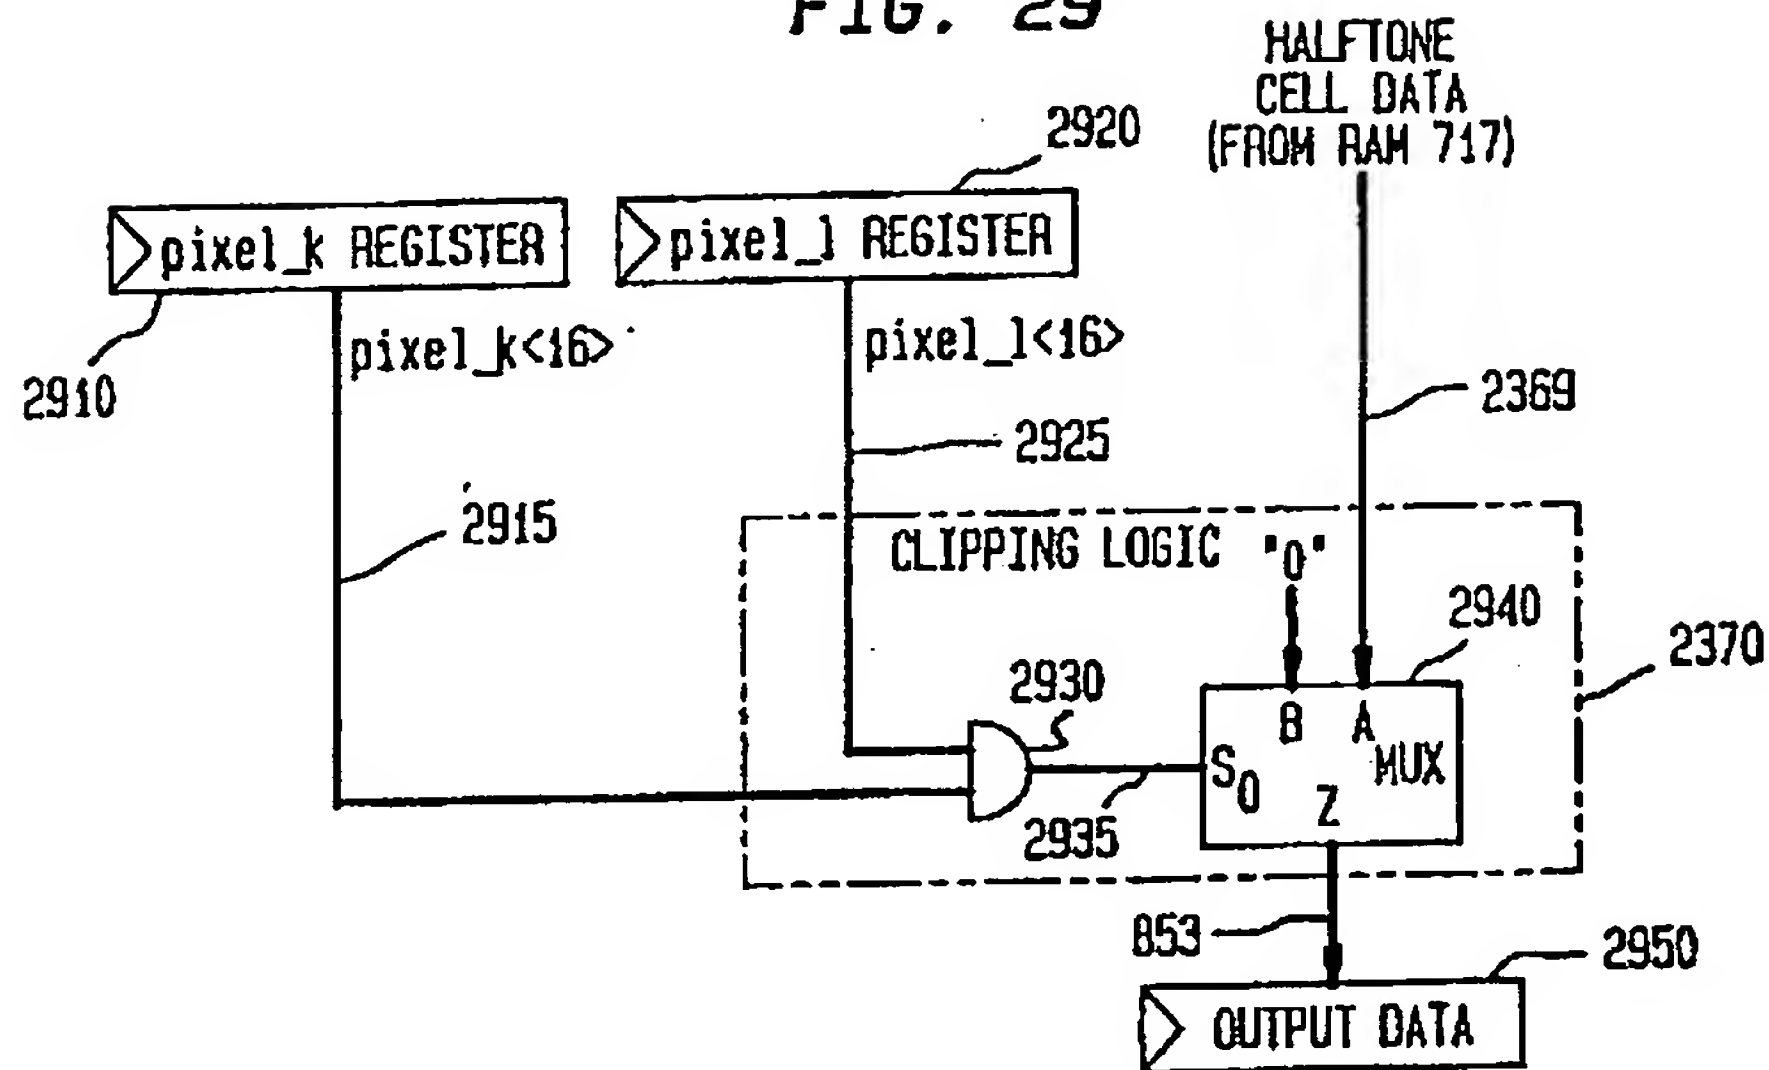 FIG. 29
HALFTONE
CELL DATA
(FROM RAM 717)
2920
pixel_k REGISTER
pixel_l REGISTER
pixel_k<16>
pixel_l<16>
2910
2369
2925
2915
CLIPPING LOGIC
"0"
2940
2370
2930
B
A
MUX
S0
Z
2935
853
2950
OUTPUT DATA